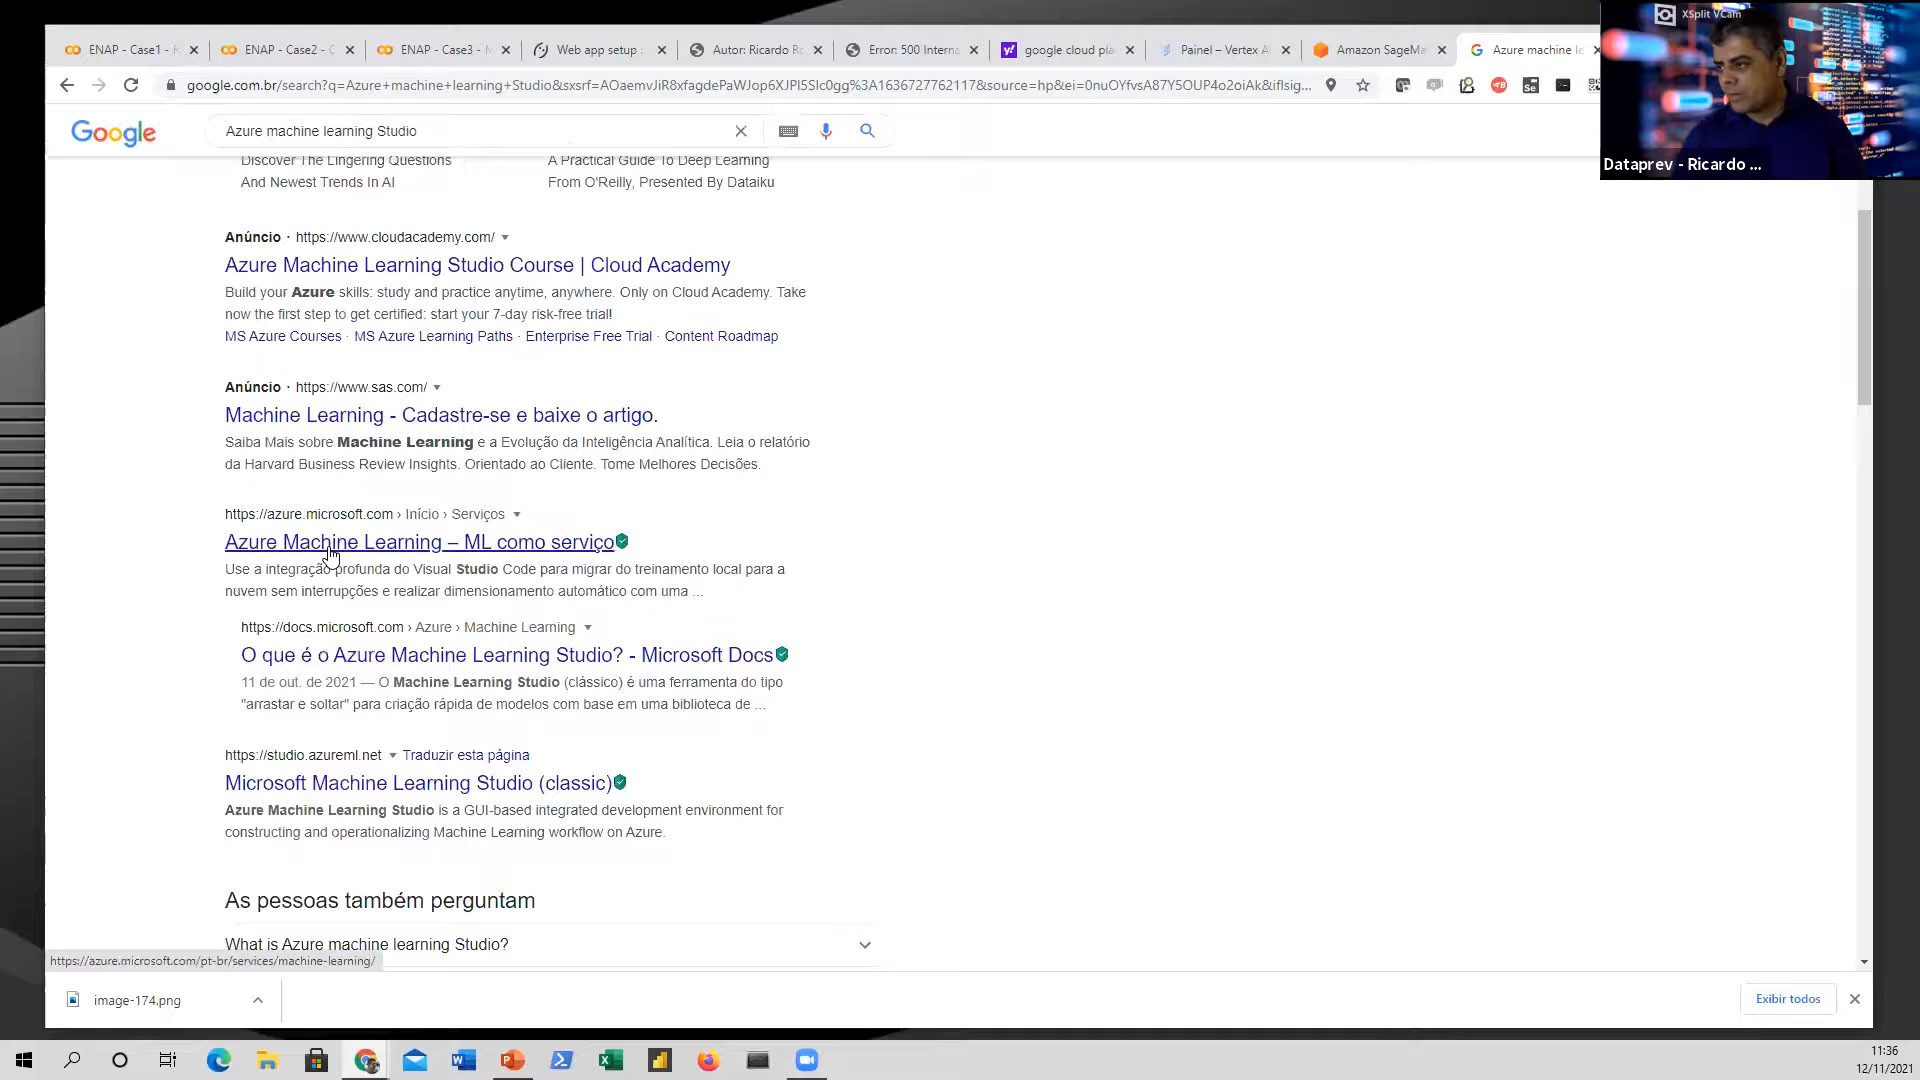 ENAP - Case1 -
ENAP - Case2 -
ENAP - Case3 -
Web app setup
Autor: Ricardo
Error: 500 Interna
google cloud pla
Painel – Vertex
Amazon SageMa
Azure machine le
XSplit VCam
google.com.br/search?q=Azure+machine+learning+Studio&sxsrf=AOaemvJiR8xfagdePaWJop6XJPI5SIc0gg%3A1636727762117&source=hp&ei=0nuOYfvsA87Y5OUP4o2oiAk&iflsig...
Google
Azure machine learning Studio
Dataprev - Ricardo ...
Discover The Lingering Questions
And Newest Trends In AI
A Practical Guide To Deep Learning
From O'Reilly, Presented By Dataiku
Anúncio · https://www.cloudacademy.com/
Azure Machine Learning Studio Course | Cloud Academy
Build your Azure skills: study and practice anytime, anywhere. Only on Cloud Academy. Take
now the first step to get certified: start your 7-day risk-free trial!
MS Azure Courses · MS Azure Learning Paths · Enterprise Free Trial · Content Roadmap
Anúncio · https://www.sas.com/
Machine Learning - Cadastre-se e baixe o artigo.
Saiba Mais sobre Machine Learning e a Evolução da Inteligência Analítica. Leia o relatório
da Harvard Business Review Insights. Orientado ao Cliente. Tome Melhores Decisões.
https://azure.microsoft.com › Início › Serviços
Azure Machine Learning – ML como serviço
Use a integração profunda do Visual Studio Code para migrar do treinamento local para a
nuvem sem interrupções e realizar dimensionamento automático com uma ...
https://docs.microsoft.com › Azure › Machine Learning
O que é o Azure Machine Learning Studio? - Microsoft Docs
11 de out. de 2021 — O Machine Learning Studio (clássico) é uma ferramenta do tipo
"arrastar e soltar" para criação rápida de modelos com base em uma biblioteca de ...
https://studio.azureml.net Traduzir esta página
Microsoft Machine Learning Studio (classic)
Azure Machine Learning Studio is a GUI-based integrated development environment for
constructing and operationalizing Machine Learning workflow on Azure.
As pessoas também perguntam
What is Azure machine learning Studio?
https://azure.microsoft.com/pt-br/services/machine-learning/
image-174.png
Exibir todos
11:36
12/11/2021